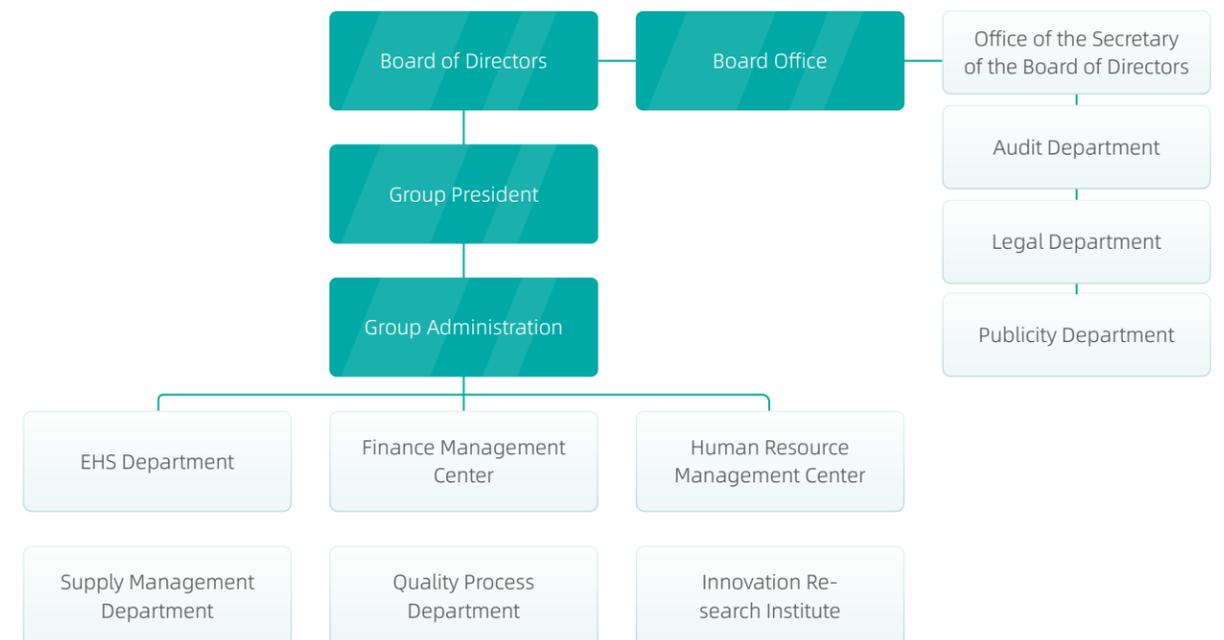 Board of Directors
Board Office
Office of the Secretary
of the Board of Directors
Audit Department
Group President
Legal Department
Group Administration
Publicity Department
EHS Department
Finance Management
Center
Human Resource
Management Center
Supply Management
Department
Quality Process
Department
Innovation Re-
search Institute